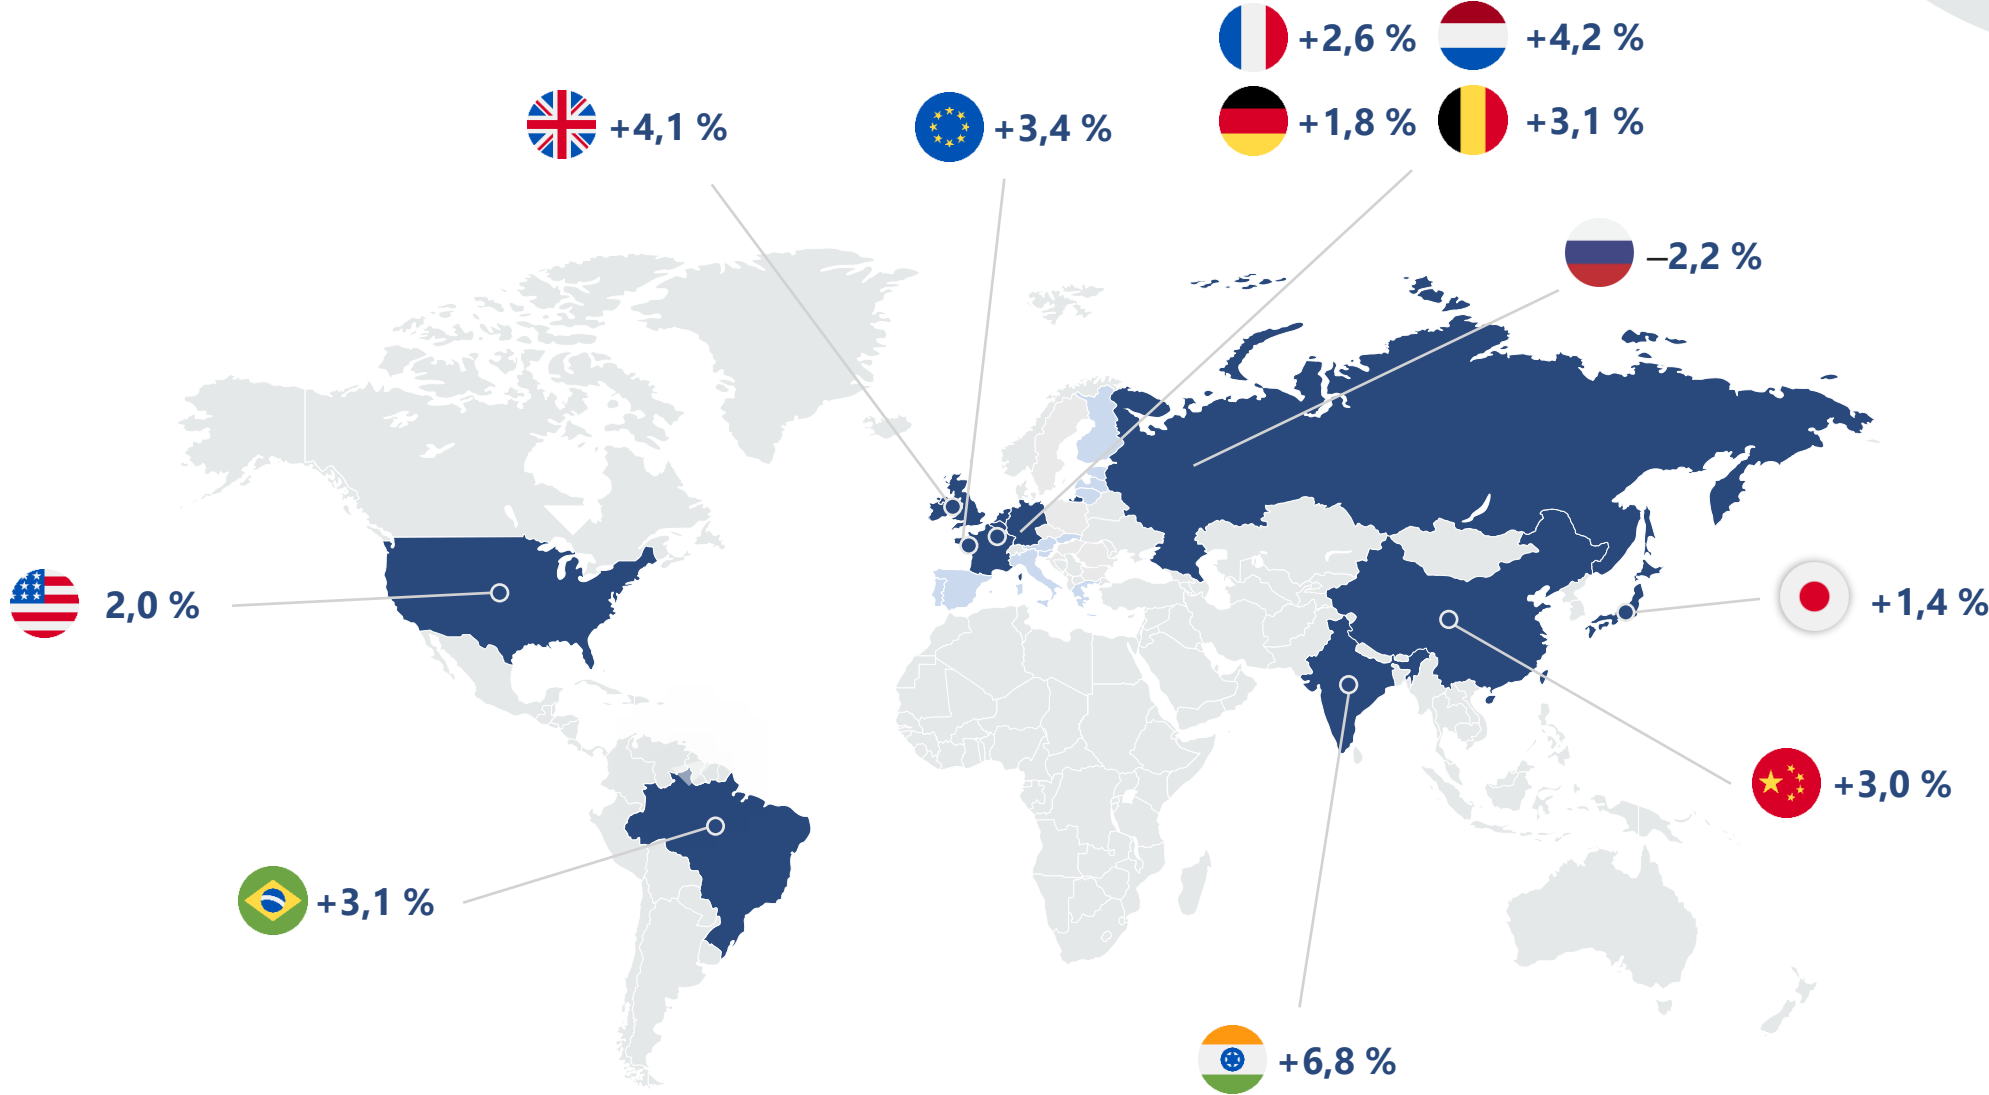 +2,6 % +4,2 %
+4,1 % +3,4 % +1,8 % +3,1 %
–2,2 %
2,0 % +1,4 %
+3,0 %
+3,1 %
+6,8 %